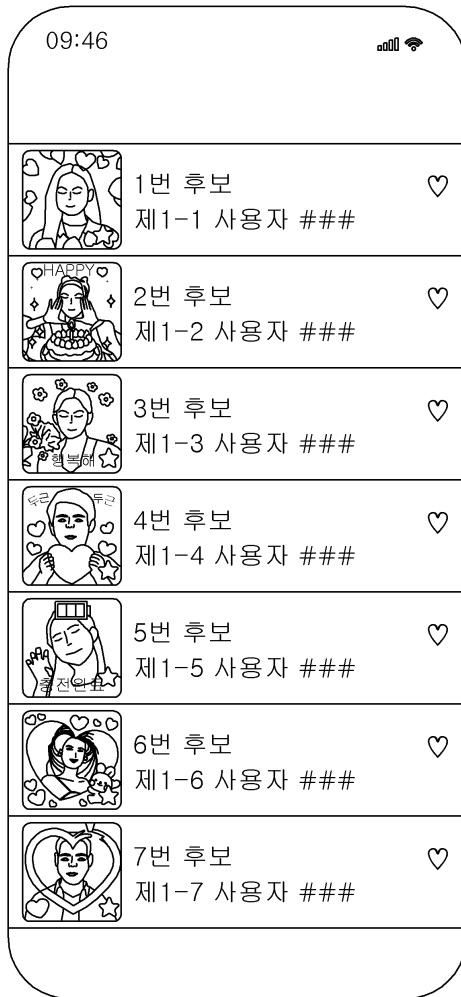 09:46
1번 후보
제1-1 사용자 ###
HAPPY
2번 후보
제1-2 사용자 ###
3번 후보
제1-3 사용자 ###
행복해
두근 두근
4번 후보
제1-4 사용자 ###
5번 후보
제1-5 사용자 ###
충전완료
6번 후보
제1-6 사용자 ###
7번 후보
제1-7 사용자 ###